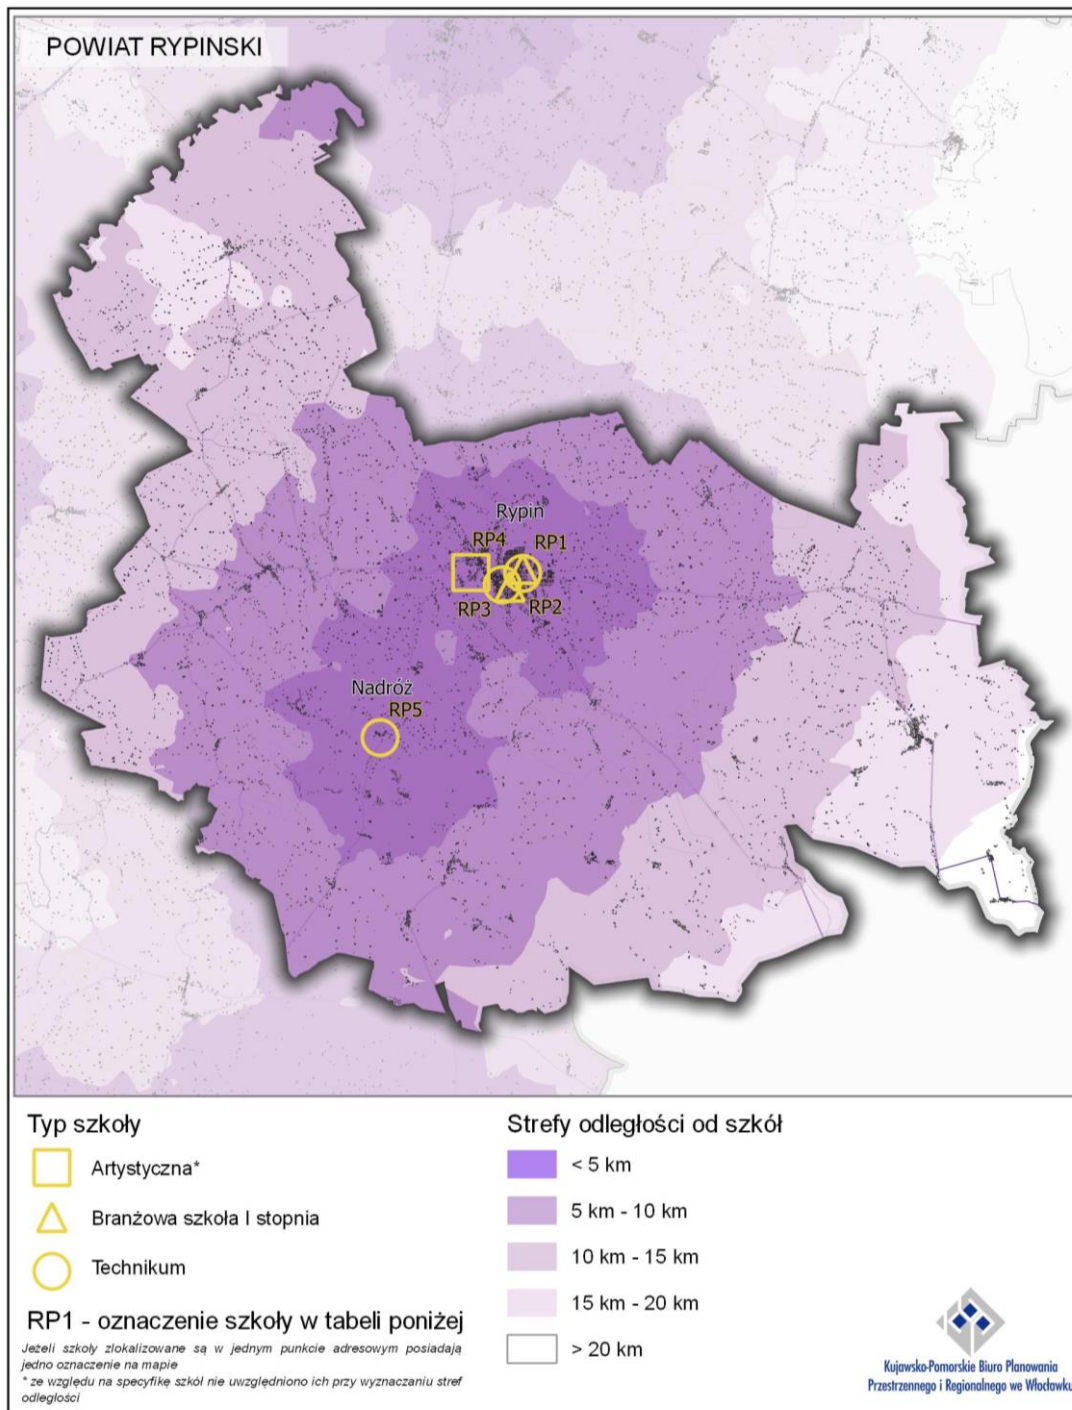 POWIAT RYPINSKI
Rypin
RP4
RP1
RP3
RP2
Nadróż
RP5
Typ szkoły
Artystyczna*
Branżowa szkoła I stopnia
Technikum
RP1 - oznaczenie szkoły w tabeli poniżej
Jeżeli szkoły zlokalizowane są w jednym punkcie adresowym posiadają
jedno oznaczenie na mapie
* ze względu na specyfikę szkół nie uwzględniono ich przy wyznaczaniu stref
odległości
Strefy odległości od szkół
< 5 km
5 km - 10 km
10 km - 15 km
15 km - 20 km
> 20 km
Kujawsko-Pomorskie Biuro Planowania
Przestrzennego i Regionalnego we Włocławku